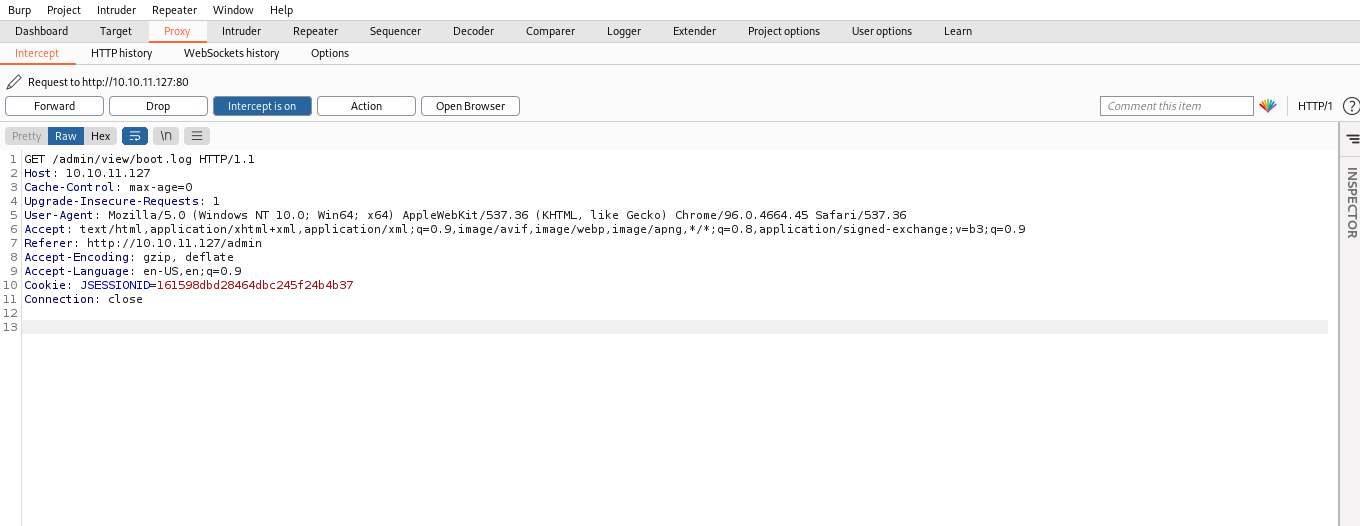 Burp Project Intruder Repeater Window Help
Dashboard Target Proxy Intruder Repeater Sequencer Decoder Comparer Logger Extender Project options User options Learn
Intercept HTTP history WebSockets history Options
Request to http://10.10.11.127:80
Forward Drop Intercept is on Action Open Browser Comment this item HTTP/1 ?
Pretty Raw Hex \n
1 GET /admin/view/boot.log HTTP/1.1
2 Host: 10.10.11.127
3 Cache-Control: max-age=0
4 Upgrade-Insecure-Requests: 1
5 User-Agent: Mozilla/5.0 (Windows NT 10.0; Win64; x64) AppleWebKit/537.36 (KHTML, like Gecko) Chrome/96.0.4664.45 Safari/537.36
6 Accept: text/html,application/xhtml+xml,application/xml;q=0.9,image/avif,image/webp,image/apng,*/*;q=0.8,application/signed-exchange;v=b3;q=0.9
7 Referer: http://10.10.11.127/admin
8 Accept-Encoding: gzip, deflate
9 Accept-Language: en-US,en;q=0.9
10 Cookie: JSESSIONID=161598dbd28464dbc245f24b4b37
11 Connection: close
12
13
INSPECTOR